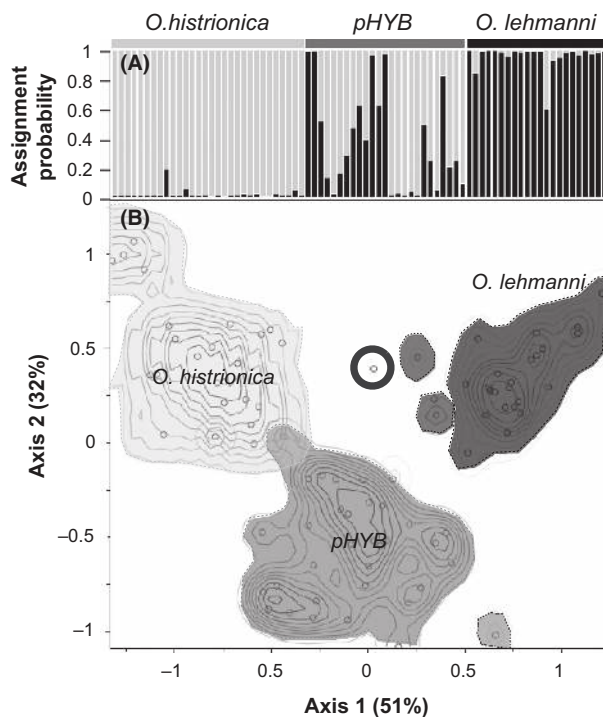 O.histrionica pHYB O. lehmanni
(A)
Assignment
probability
1
0.8
0.6
0.4
0.2
0
(B)
O. lehmanni
O. histrionica
pHYB
Axis 2 (32%)
1
0.5
0
–0.5
–1
–1 0.5 0 0.5 1
Axis 1 (51%)